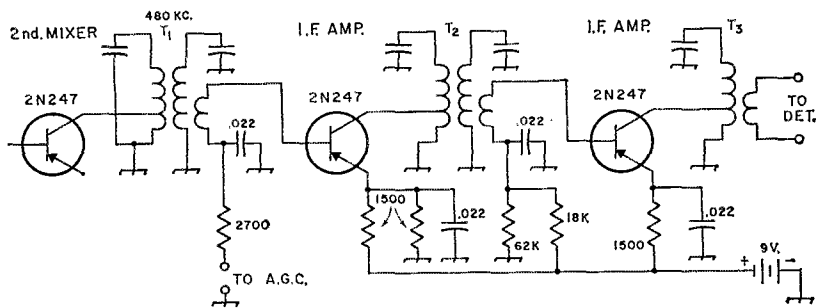 480 KC.
2nd. MIXER
T1
I.F. AMP.
T2
I.F. AMP.
T3
2N247
2N247
2N247
.022
.022
TO
DET.
1500
.022
2700
62K
18K
1500
.022
9V.
+
-
TO A.G.C.